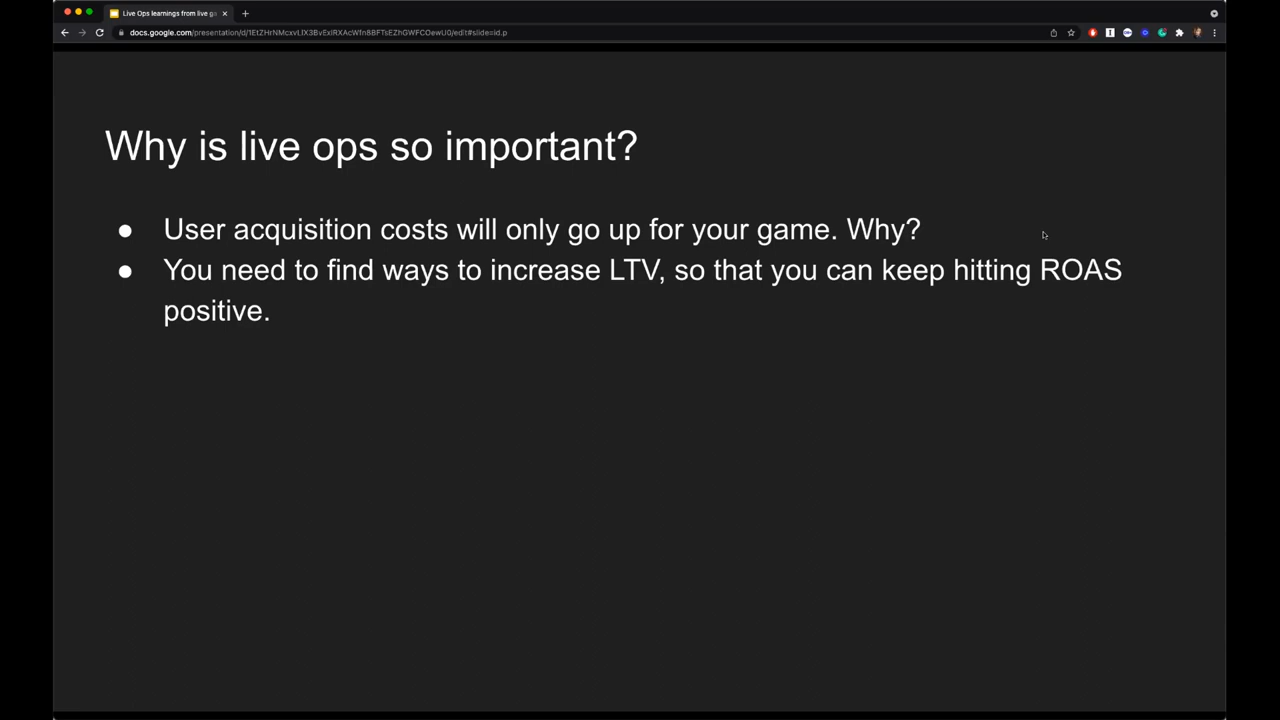 Live Ops learnings from live ga
docs.google.com/presentation/d/1EtZHrNMcxvLIX3BvExIRXAcWfn8BFTsEZhGWFCOewU0/edit#slide=id.p
Why is live ops so important?
● User acquisition costs will only go up for your game. Why?
● You need to find ways to increase LTV, so that you can keep hitting ROAS
positive.